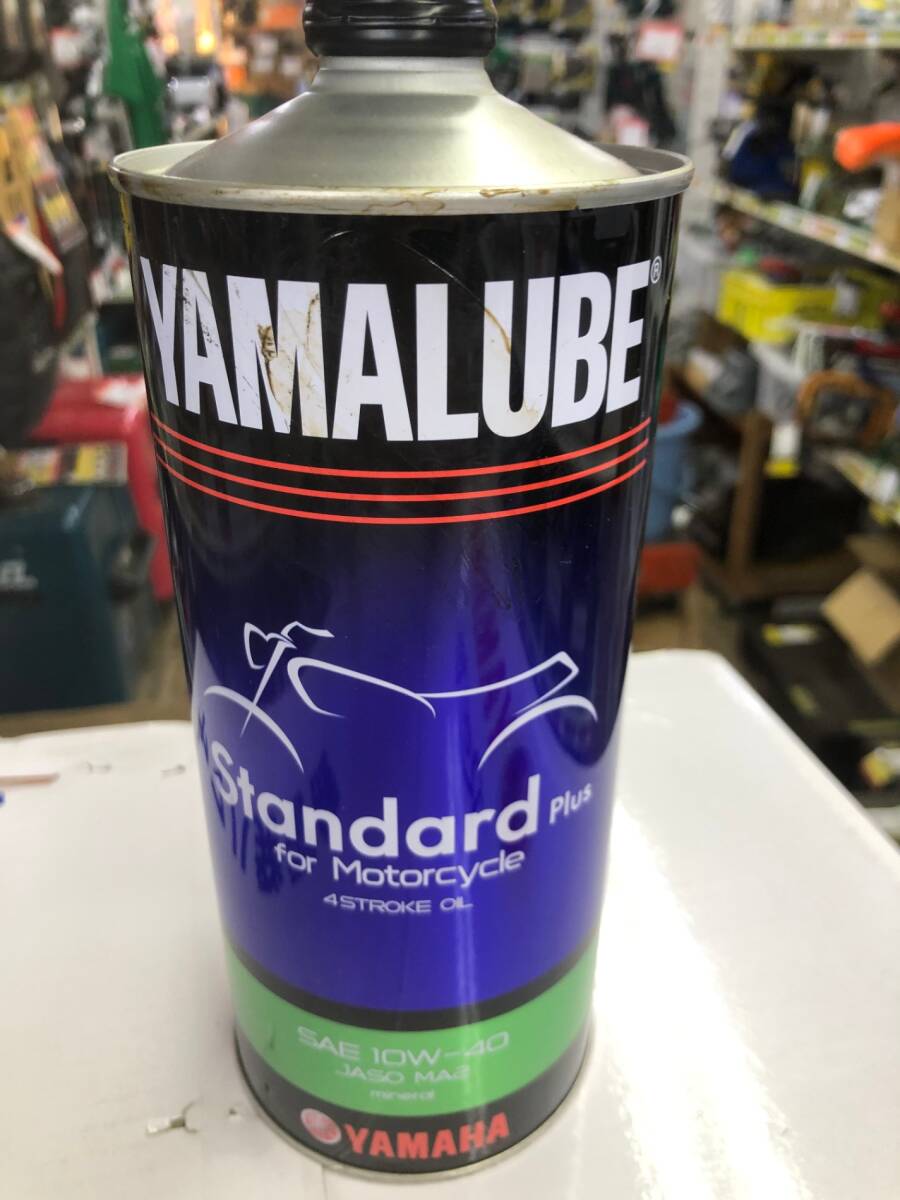 YAMALUBE®
Standard Plus
for Motorcycle
4STROKE OIL
SAE 10W-40
JASO MA2
mineral
YAMAHA